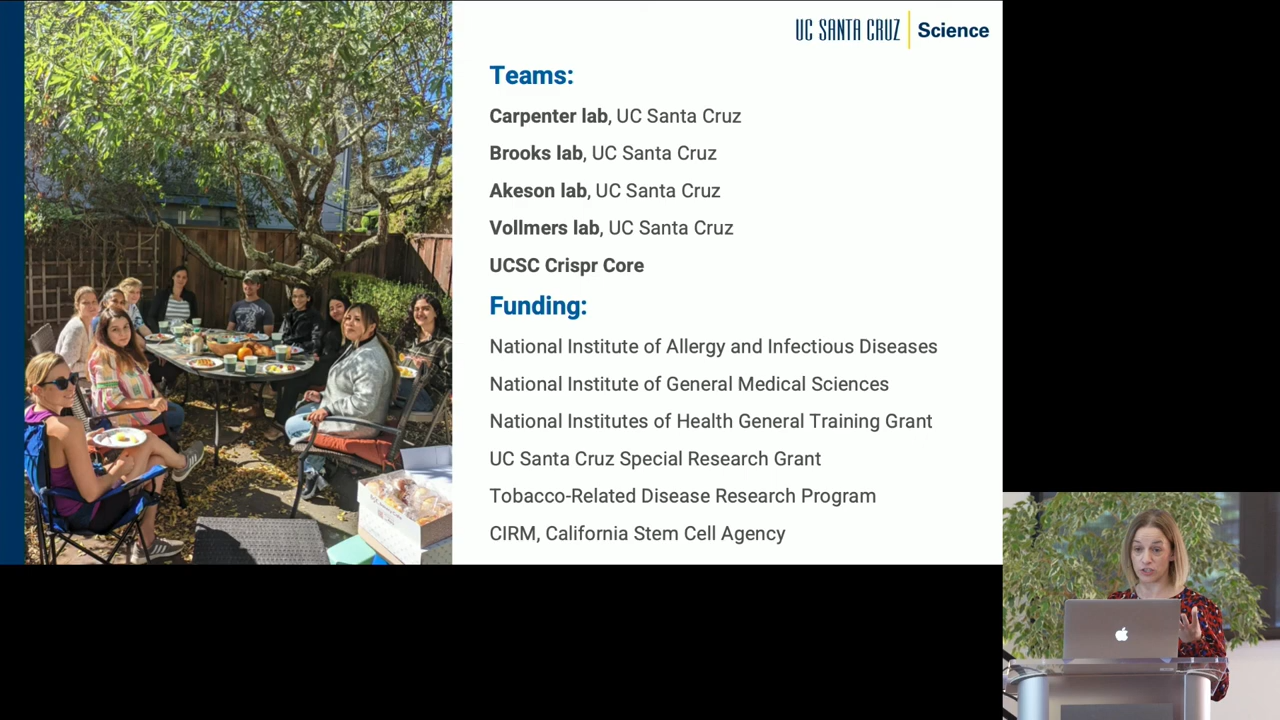 UC SANTA CRUZ | Science
Teams:
Carpenter lab, UC Santa Cruz
Brooks lab, UC Santa Cruz
Akeson lab, UC Santa Cruz
Vollmers lab, UC Santa Cruz
UCSC Crispr Core
Funding:
National Institute of Allergy and Infectious Diseases
National Institute of General Medical Sciences
National Institutes of Health General Training Grant
UC Santa Cruz Special Research Grant
Tobacco-Related Disease Research Program
CIRM, California Stem Cell Agency